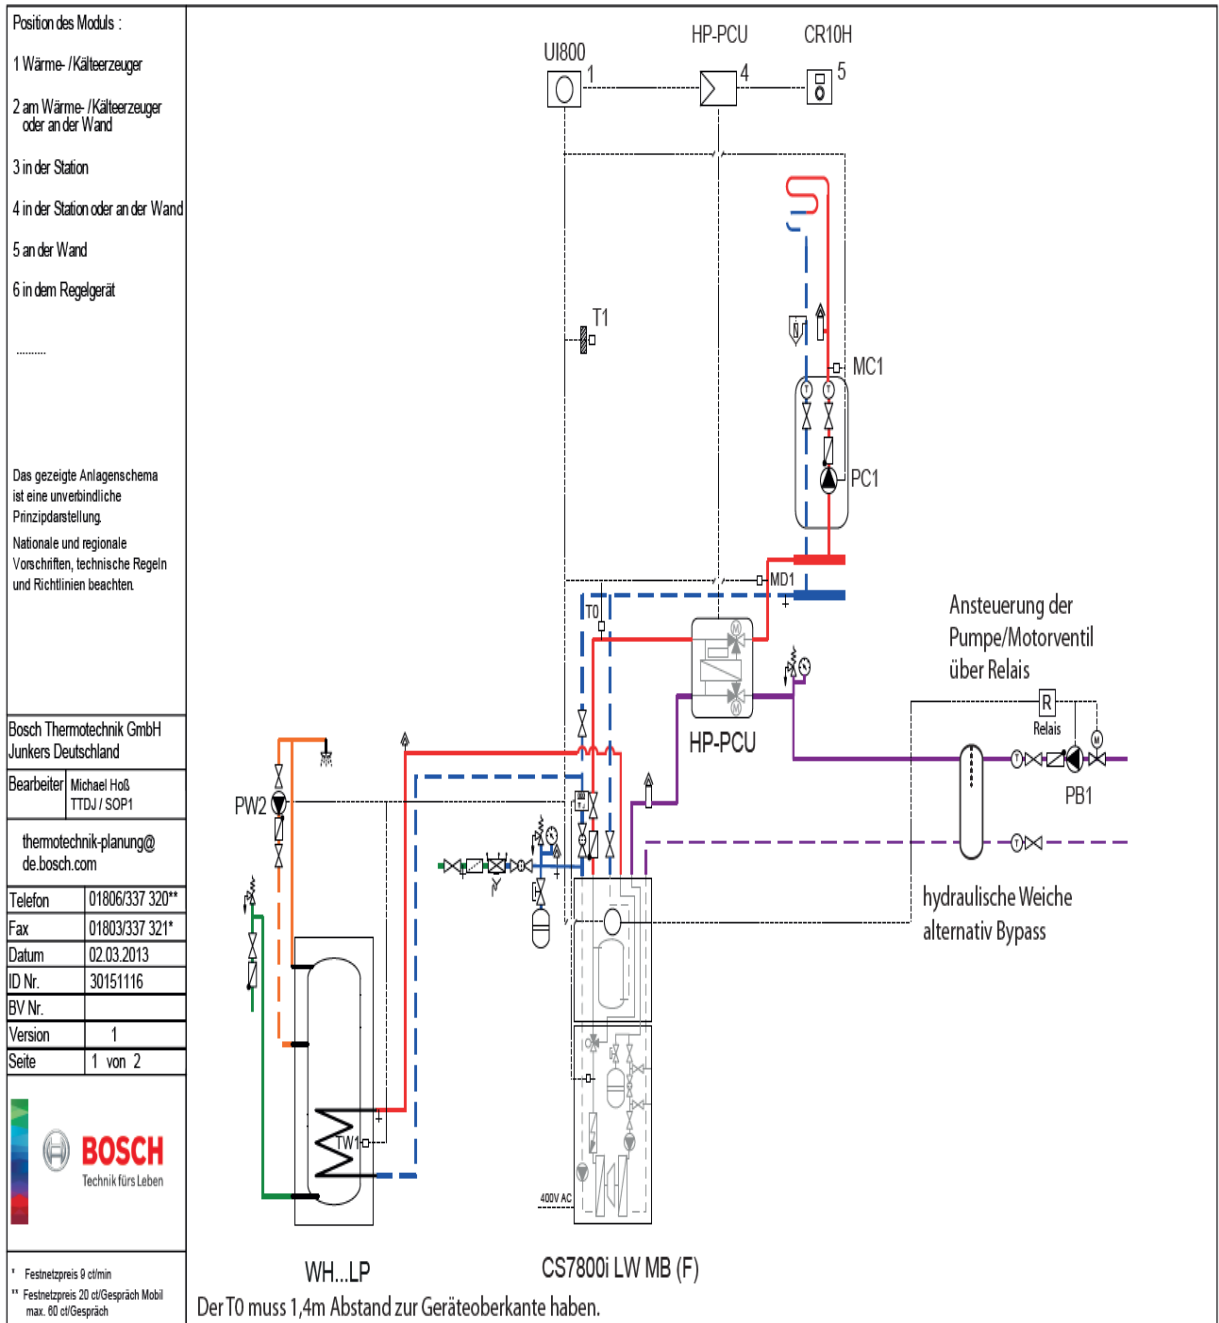 Position des Moduls :
1 Wärme- /Kälteerzeuger
2 am Wärme- /Kälteerzeuger
oder an der Wand
3 in der Station
4 in der Station oder an der Wand
5 an der Wand
6 in dem Regelgerät
..........
Das gezeigte Anlagenschema
ist eine unverbindliche
Prinzipdarstellung.
Nationale und regionale
Vorschriften, technische Regeln
und Richtlinien beachten.
Bosch Thermotechnik GmbH
Junkers Deutschland
Bearbeiter Michael Hoß
TTDJ / SOP1
thermotechnik-planung@
de.bosch.com
Telefon 01806/337 320**
Fax 01803/337 321*
Datum 02.03.2013
ID Nr. 30151116
BV Nr.
Version 1
Seite 1 von 2
BOSCH
Technik fürs Leben
* Festnetzpreis 9 ct/min
** Festnetzpreis 20 ct/Gespräch Mobil
max. 60 ct/Gespräch
UI800
1
HP-PCU
4
CR10H
5
T1
MC1
T
T
PC1
MD1
T0
M
M
HP-PCU
Ansteuerung der
Pumpe/Motorventil
über Relais
R
Relais
M
T
PB1
T
hydraulische Weiche
alternativ Bypass
PW2
TW1
400V AC
WH...LP
CS7800i LW MB (F)
Der T0 muss 1,4m Abstand zur Geräteoberkante haben.